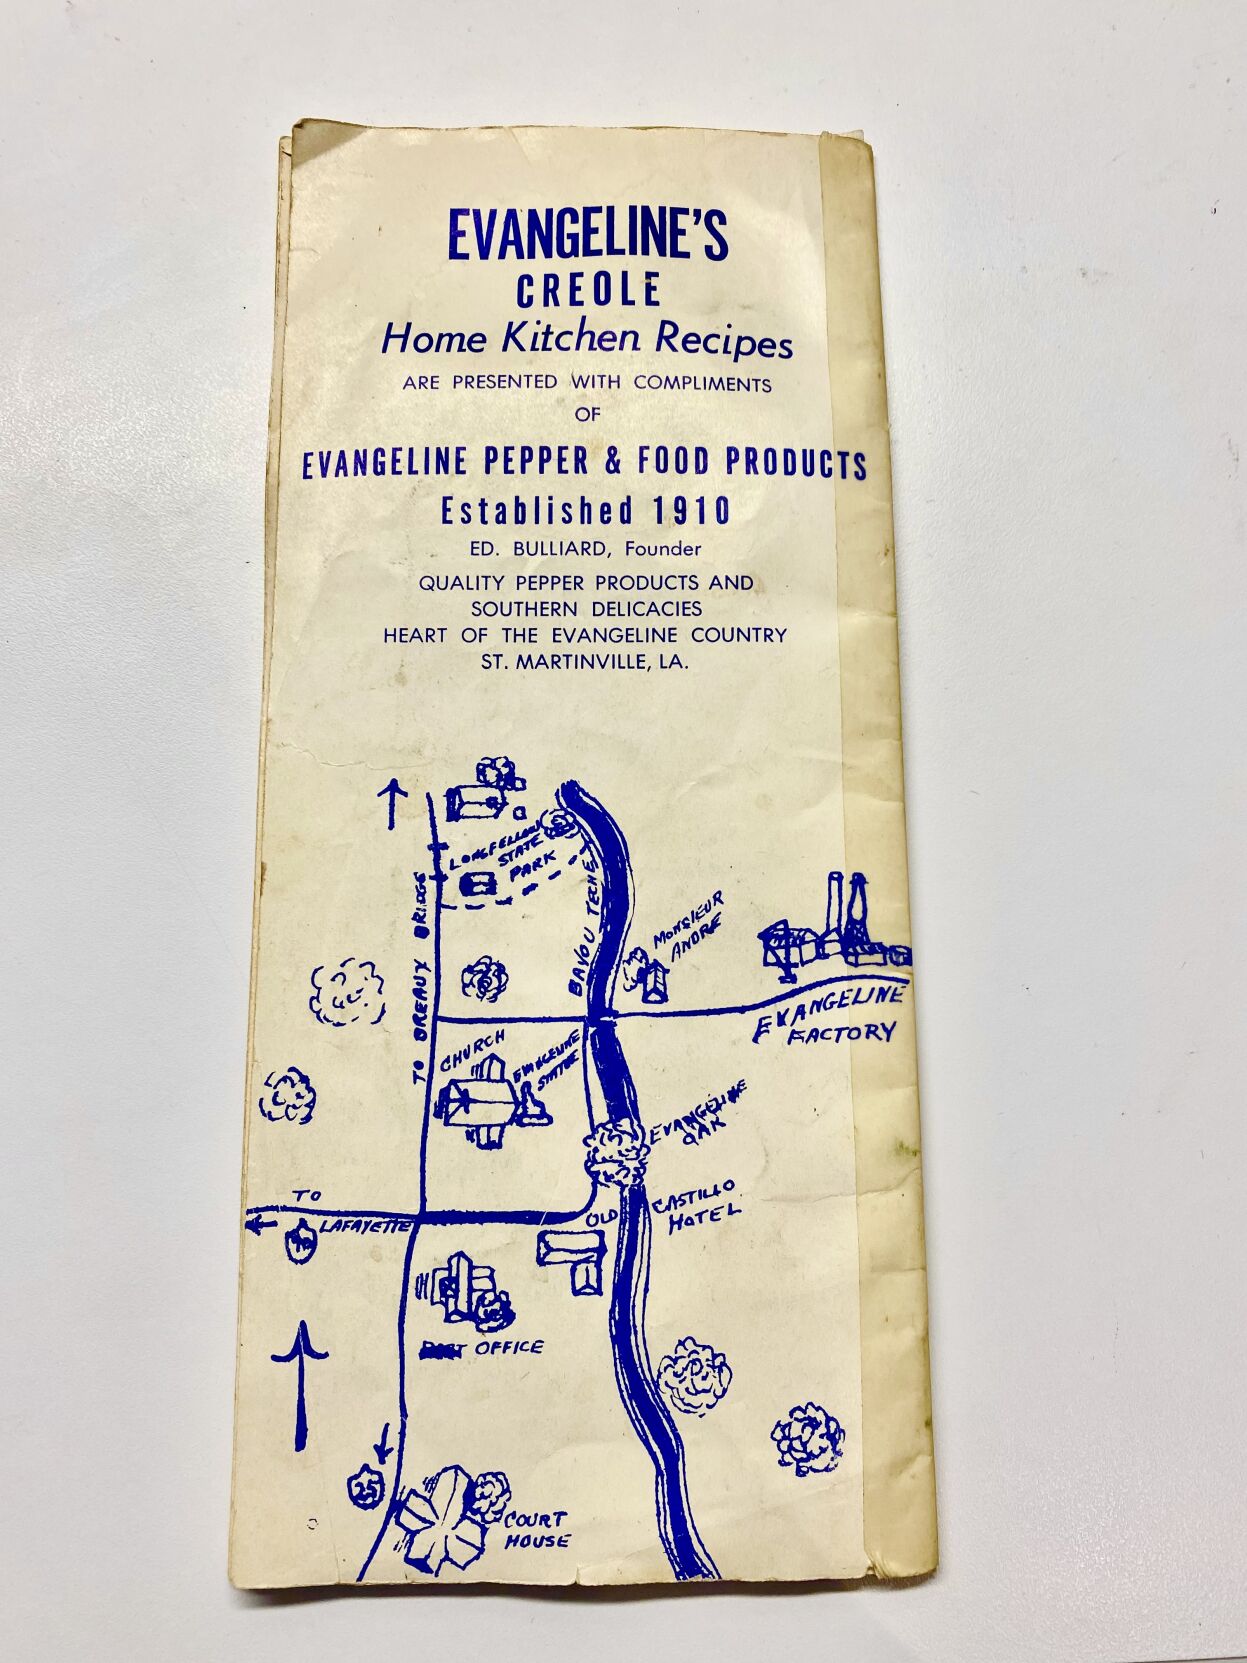 EVANGELINE'S
CREOLE
Home Kitchen Recipes
ARE PRESENTED WITH COMPLIMENTS
OF
EVANGELINE PEPPER & FOOD PRODUCTS
Established 1910
ED. BULLIARD, Founder
QUALITY PEPPER PRODUCTS AND
SOUTHERN DELICACIES
HEART OF THE EVANGELINE COUNTRY
ST. MARTINVILLE, LA.
LONGFELLOW
STATE
PARK
BAYOU TECHE
TO BREAUX BRIDGE
MONSIEUR
ANDRE
EVANGELINE
FACTORY
CHURCH
EVANGELINE
STATUE
EVANGELINE
OAK
TO
LAFAYETTE
OLD CASTILLO
HOTEL
POST OFFICE
25
COURT
HOUSE